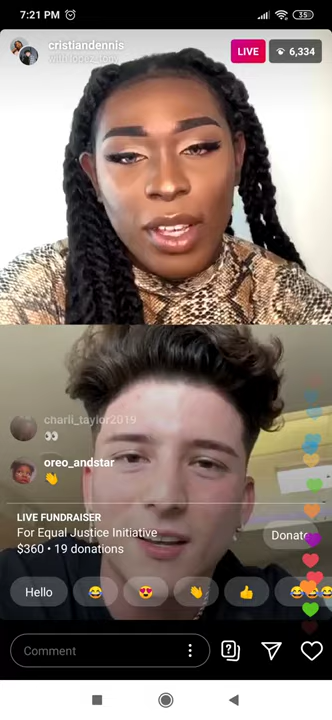 7:21 PM
35
cristiandennis
LIVE
6,334
charli_taylor2019
oreo_andstar
LIVE FUNDRAISER
For Equal Justice Initiative
$360 • 19 donations
Donate
Hello
Comment